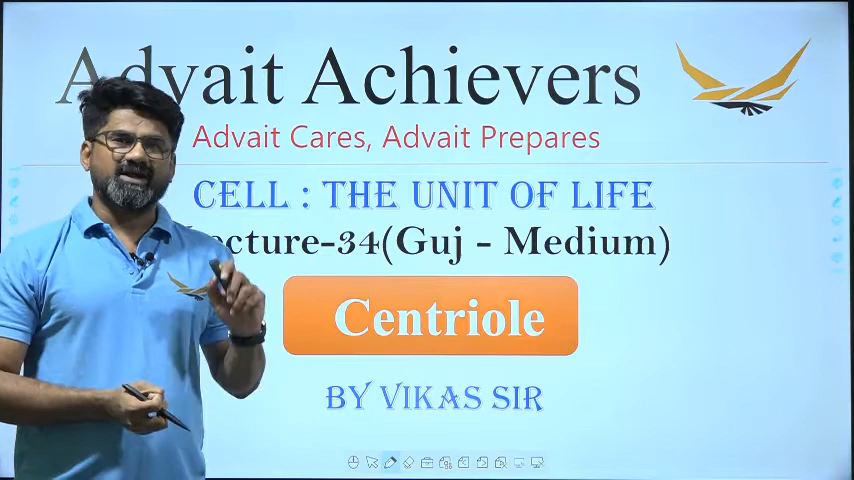 Advait Achievers
Advait Cares, Advait Prepares
CELL : THE UNIT OF LIFE
Lecture-34(Guj - Medium)
Centriole
BY VIKAS SIR